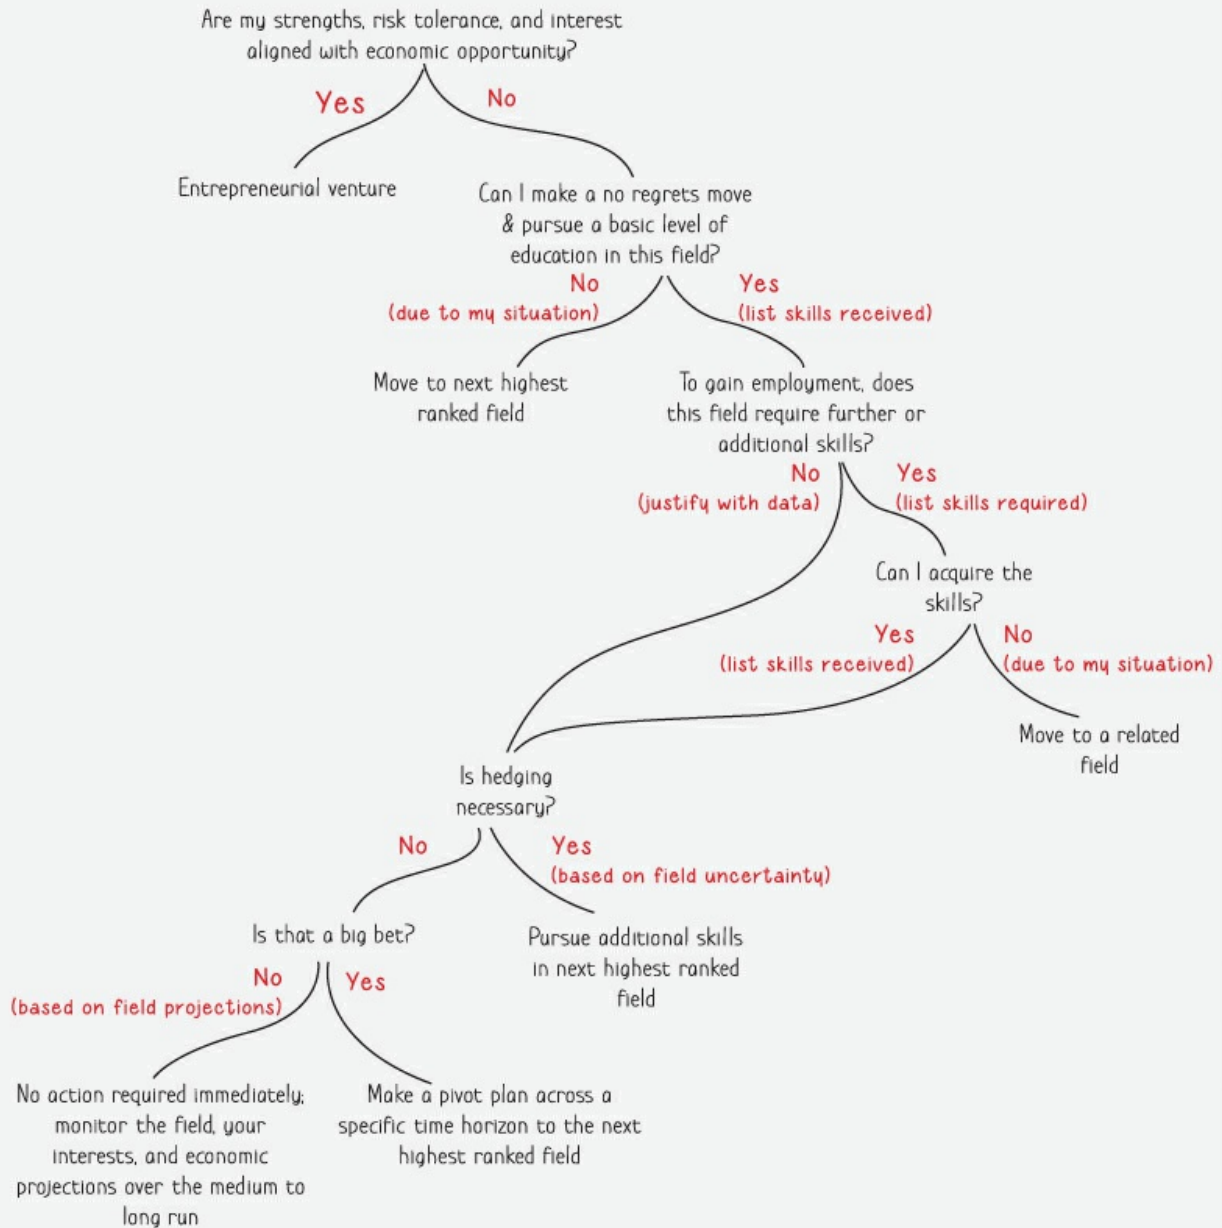 Are my strengths, risk tolerance, and interest
aligned with economic opportunity?
Yes
No
Entrepreneurial venture
Can I make a no regrets move
& pursue a basic level of
education in this field?
No
(due to my situation)
Yes
(list skills received)
Move to next highest
ranked field
To gain employment, does
this field require further or
additional skills?
No
(justify with data)
Yes
(list skills required)
Can I acquire the
skills?
Yes
(list skills received)
No
(due to my situation)
Move to a related
field
Is hedging
necessary?
No
Yes
(based on field uncertainty)
Is that a big bet?
Pursue additional skills
in next highest ranked
field
No
(based on field projections)
Yes
No action required immediately;
monitor the field, your
interests, and economic
projections over the medium to
long run
Make a pivot plan across a
specific time horizon to the next
highest ranked field